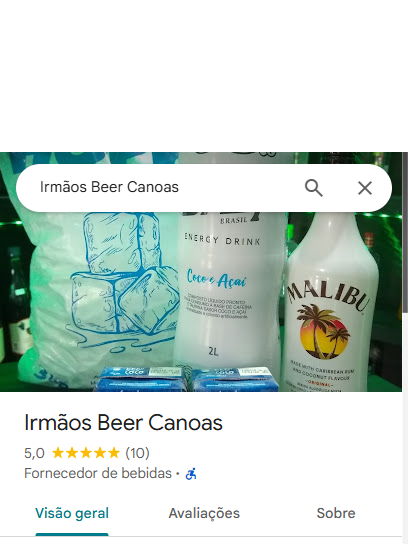 Irmãos Beer Canoas
BRASIL
ENERGY DRINK
Coco e Açaí
2L
MALIBU
MADE WITH CARIBBEAN RUM
AND COCONUT FLAVOUR
ORIGINAL
COCO
Irmãos Beer Canoas
5,0 (10)
Fornecedor de bebidas ·
Visão geral Avaliações Sobre